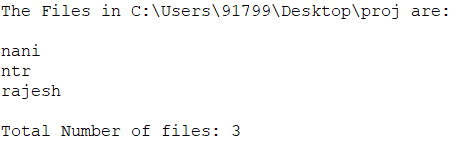 The Files in C:\Users\91799\Desktop\proj are:
nani
ntr
rajesh
Total Number of files: 3